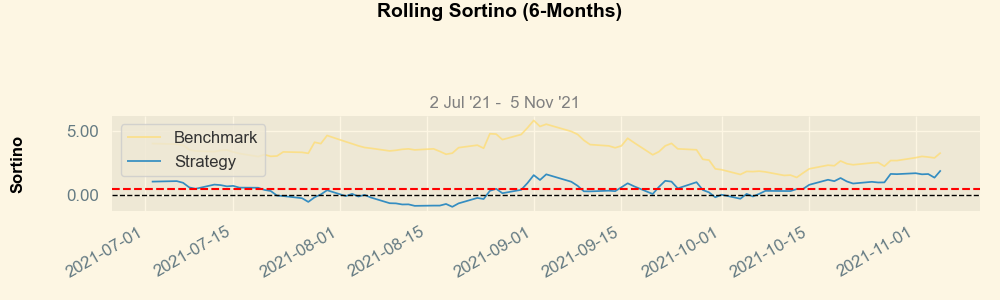 Rolling Sortino (6-Months)
2 Jul '21 - 5 Nov '21
Sortino
5.00
0.00
Benchmark
Strategy
2021-07-01
2021-07-15
2021-08-01
2021-08-15
2021-09-01
2021-09-15
2021-10-01
2021-10-15
2021-11-01